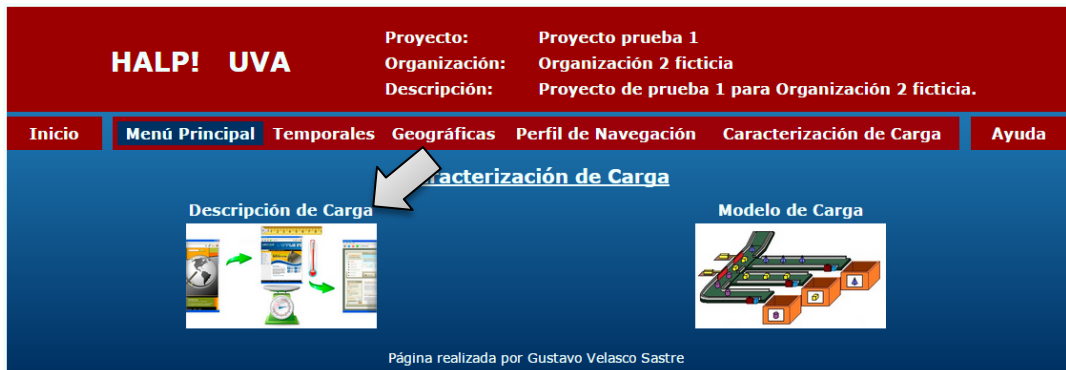 HALP! UVA
Proyecto: Proyecto prueba 1
Organización: Organización 2 ficticia
Descripción: Proyecto de prueba 1 para Organización 2 ficticia.
Inicio Menú Principal Temporales Geográficas Perfil de Navegación Caracterización de Carga Ayuda
racterización de Carga
Descripción de Carga Modelo de Carga
Página realizada por Gustavo Velasco Sastre